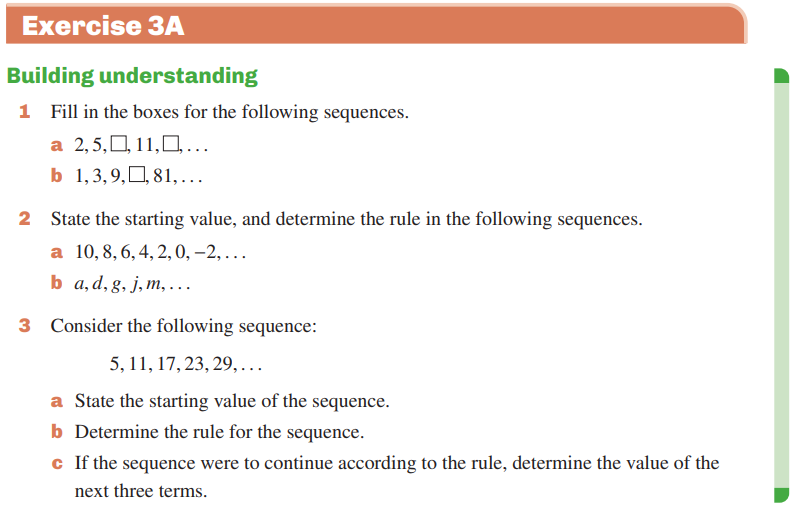 Exercise 3A
Building understanding
1 Fill in the boxes for the following sequences.
a 2, 5, □, 11, □, . . .
b 1, 3, 9, □, 81, . . .
2 State the starting value, and determine the rule in the following sequences.
a 10, 8, 6, 4, 2, 0, −2, . . .
b a, d, g, j, m, . . .
3 Consider the following sequence:
5, 11, 17, 23, 29, . . .
a State the starting value of the sequence.
b Determine the rule for the sequence.
c If the sequence were to continue according to the rule, determine the value of the
next three terms.